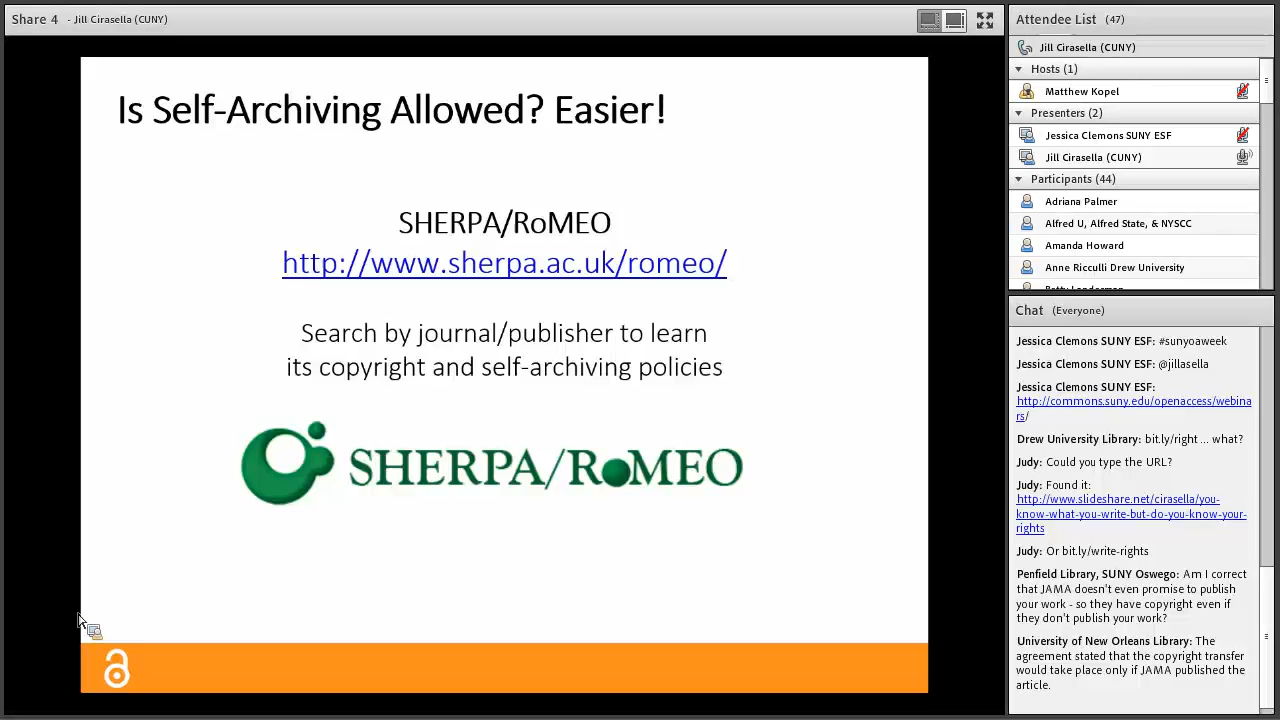 Share 4 - Jill Cirasella (CUNY)
Is Self-Archiving Allowed? Easier!
SHERPA/RoMEO
http://www.sherpa.ac.uk/romeo/
Search by journal/publisher to learn
its copyright and self-archiving policies
SHERPA/RoMEO
Attendee List (47)
Jill Cirasella (CUNY)
Hosts (1)
Matthew Kopel
Presenters (2)
Jessica Clemons SUNY ESF
Jill Cirasella (CUNY)
Participants (44)
Adriana Palmer
Alfred U, Alfred State, & NYSCC
Amanda Howard
Anne Ricculli Drew University
Chat (Everyone)
Jessica Clemons SUNY ESF: #sunyoaweek
Jessica Clemons SUNY ESF: @jillasella
Jessica Clemons SUNY ESF:
http://commons.suny.edu/openaccess/webina
rs/
Drew University Library: bit.ly/right ... what?
Judy: Could you type the URL?
Judy: Found it:
http://www.slideshare.net/cirasella/you-
know-what-you-write-but-do-you-know-your-
rights
Judy: Or bit.ly/write-rights
Penfield Library, SUNY Oswego: Am I correct
that JAMA doesn't even promise to publish
your work - so they have copyright even if
they don't publish your work?
University of New Orleans Library: The
agreement stated that the copyright transfer
would take place only if JAMA published the
article.